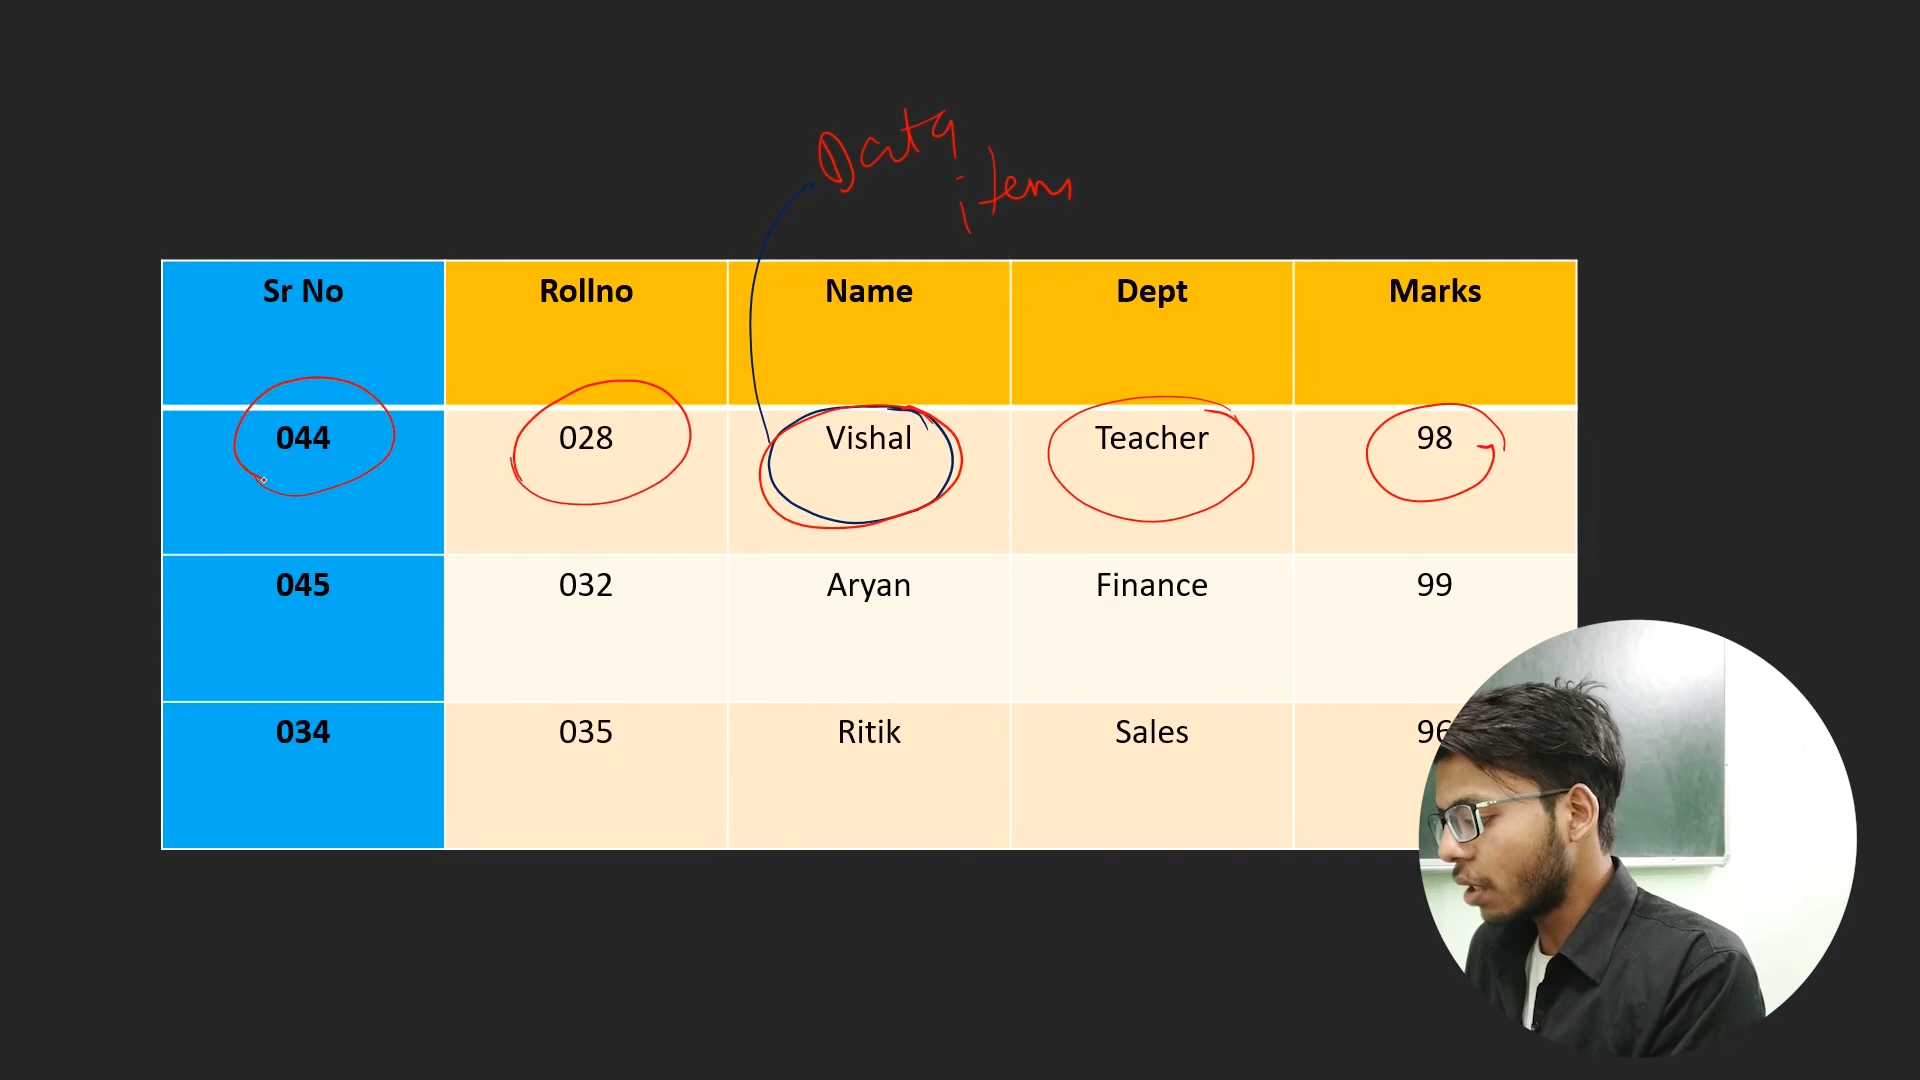 Data
item
Sr No Rollno Name Dept Marks
044 028 Vishal Teacher 98
045 032 Aryan Finance 99
034 035 Ritik Sales 96